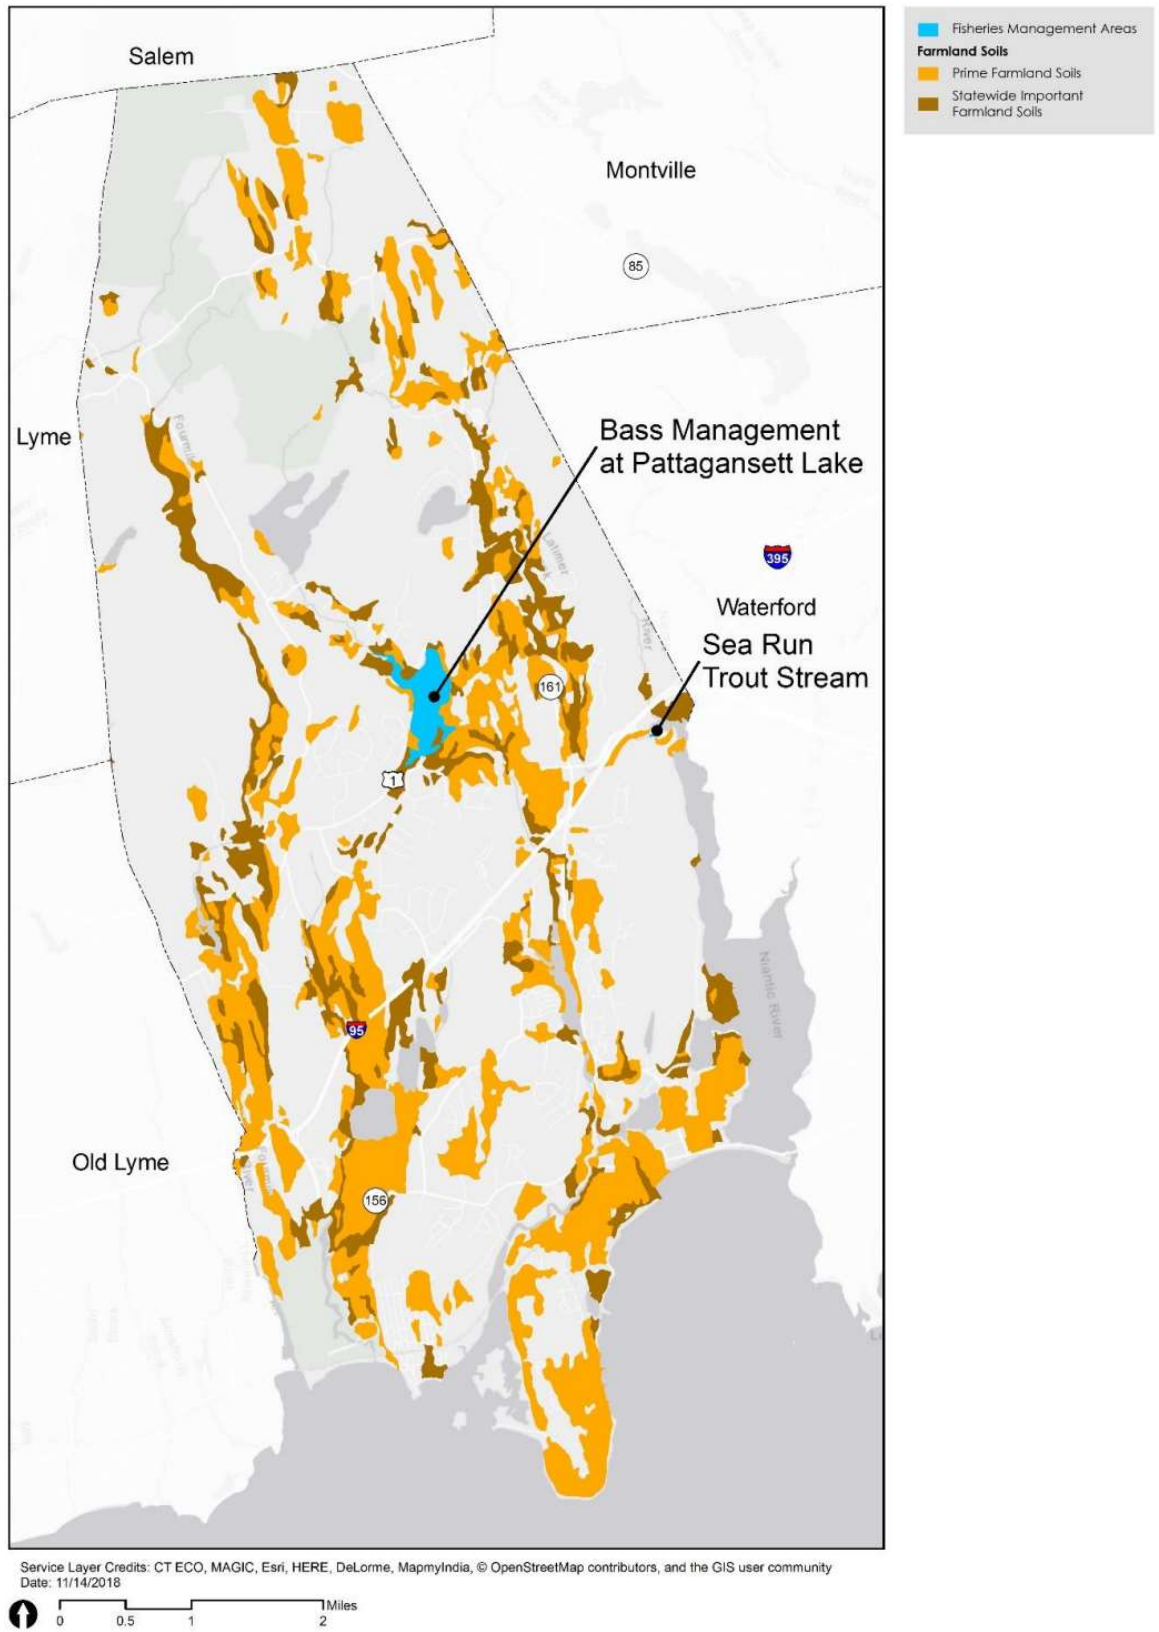 Fisheries Management Areas
Farmland Soils
Prime Farmland Soils
Statewide Important
Farmland Soils
Salem
Montville
85
Lyme
Bass Management
at Pattagansett Lake
395
Latimer
Waterford
River
Sea Run
Trout Stream
161
1
Niantic River
95
Old Lyme
River
156
Service Layer Credits: CT ECO, MAGIC, Esri, HERE, DeLorme, MapmyIndia, © OpenStreetMap contributors, and the GIS user community
Date: 11/14/2018
Miles
0 0.5 1 2